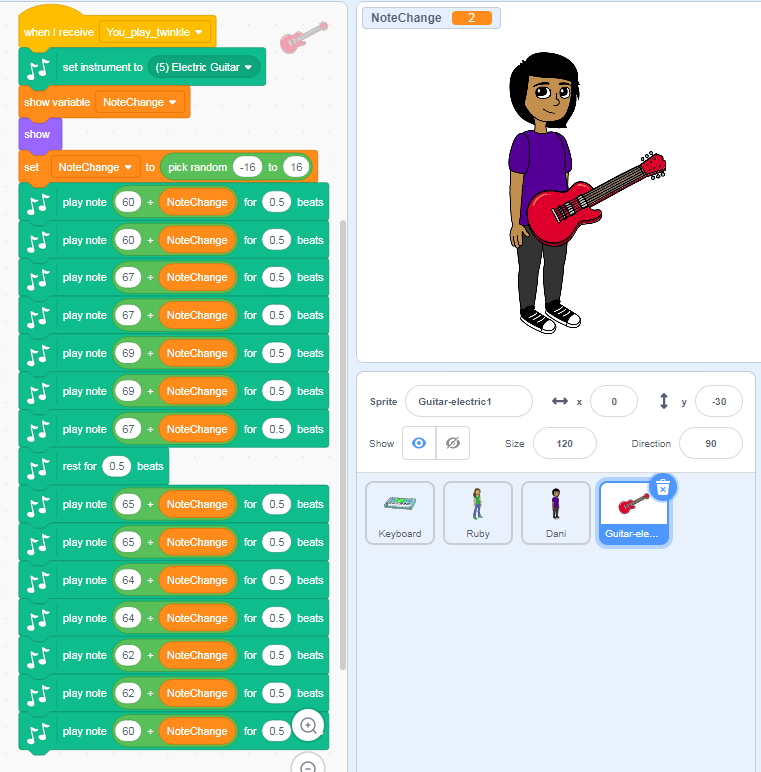 when I receive You_play_twinkle
set instrument to (5) Electric Guitar
show variable NoteChange
show
set NoteChange to pick random -16 to 16
play note 60 + NoteChange for 0.5 beats
play note 60 + NoteChange for 0.5 beats
play note 67 + NoteChange for 0.5 beats
play note 67 + NoteChange for 0.5 beats
play note 69 + NoteChange for 0.5 beats
play note 69 + NoteChange for 0.5 beats
play note 67 + NoteChange for 0.5 beats
rest for 0.5 beats
play note 65 + NoteChange for 0.5 beats
play note 65 + NoteChange for 0.5 beats
play note 64 + NoteChange for 0.5 beats
play note 64 + NoteChange for 0.5 beats
play note 62 + NoteChange for 0.5 beats
play note 62 + NoteChange for 0.5 beats
play note 60 + NoteChange for 0.5
NoteChange 2
Sprite Guitar-electric1 x 0 y -30
Show Size 120 Direction 90
Keyboard Ruby Dani Guitar-ele...